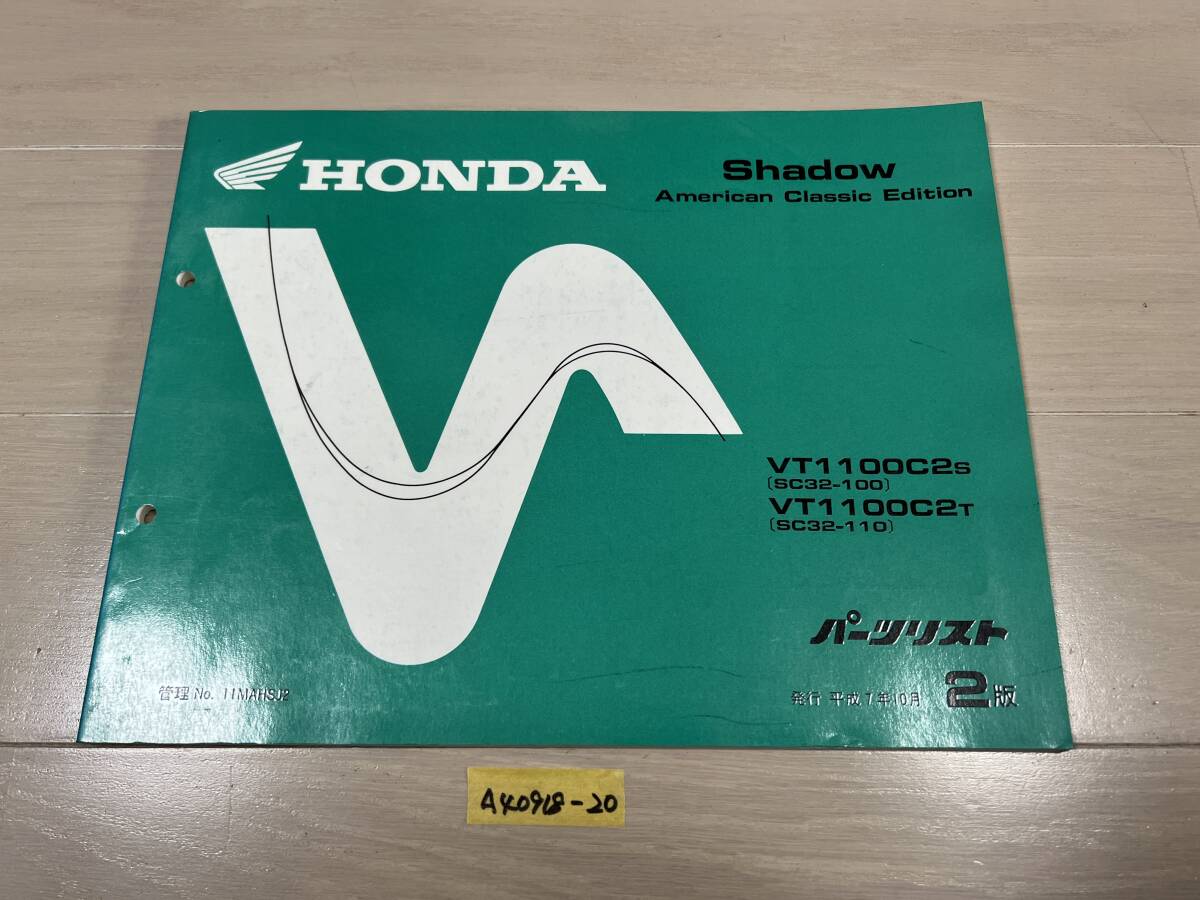 HONDA
Shadow
American Classic Edition
VT1100C2S
(SC32-100)
VT1100C2T
(SC32-110)
パーツリスト
管理 No. 11MAHSJ2
発行 平成7年10月 2版
A40918-20